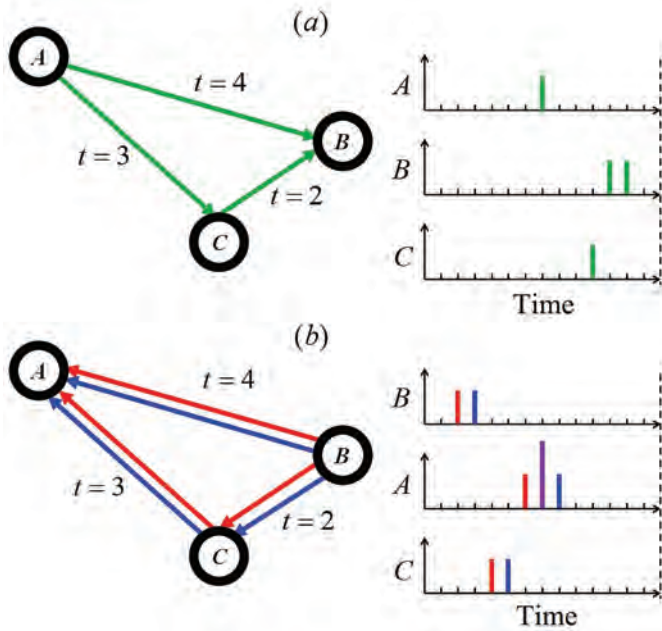 (a)
A
t = 4
B
t = 3
t = 2
C
A
B
C
Time
(b)
A
t = 4
B
t = 3
t = 2
C
B
A
C
Time